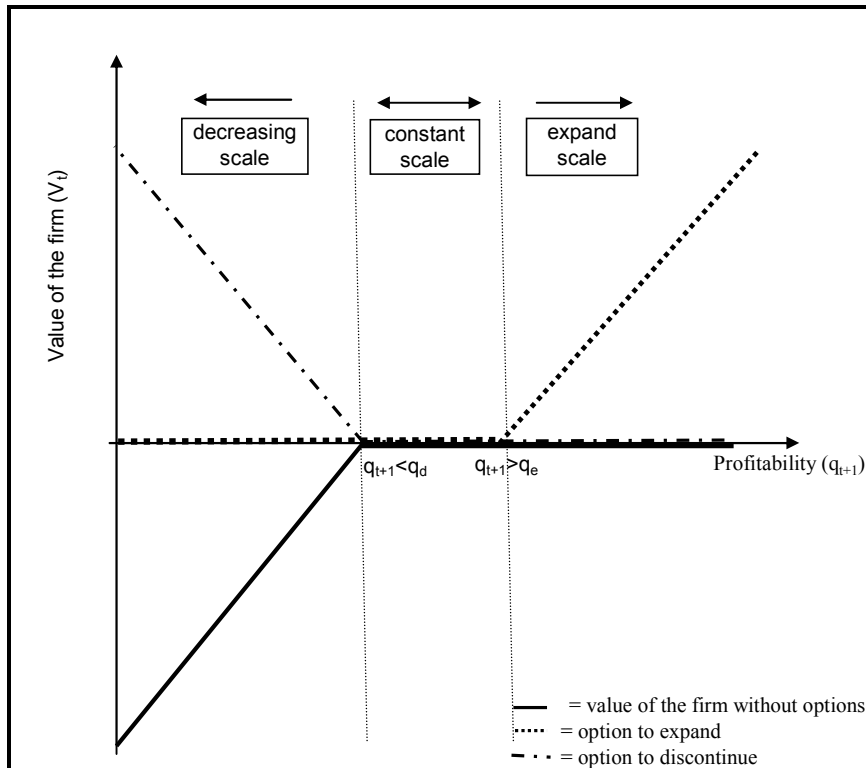 decreasing
scale
constant
scale
expand
scale
Value of the firm (Vt)
qt+1<qd
qt+1>qe
Profitability (qt+1)
= value of the firm without options
= option to expand
= option to discontinue